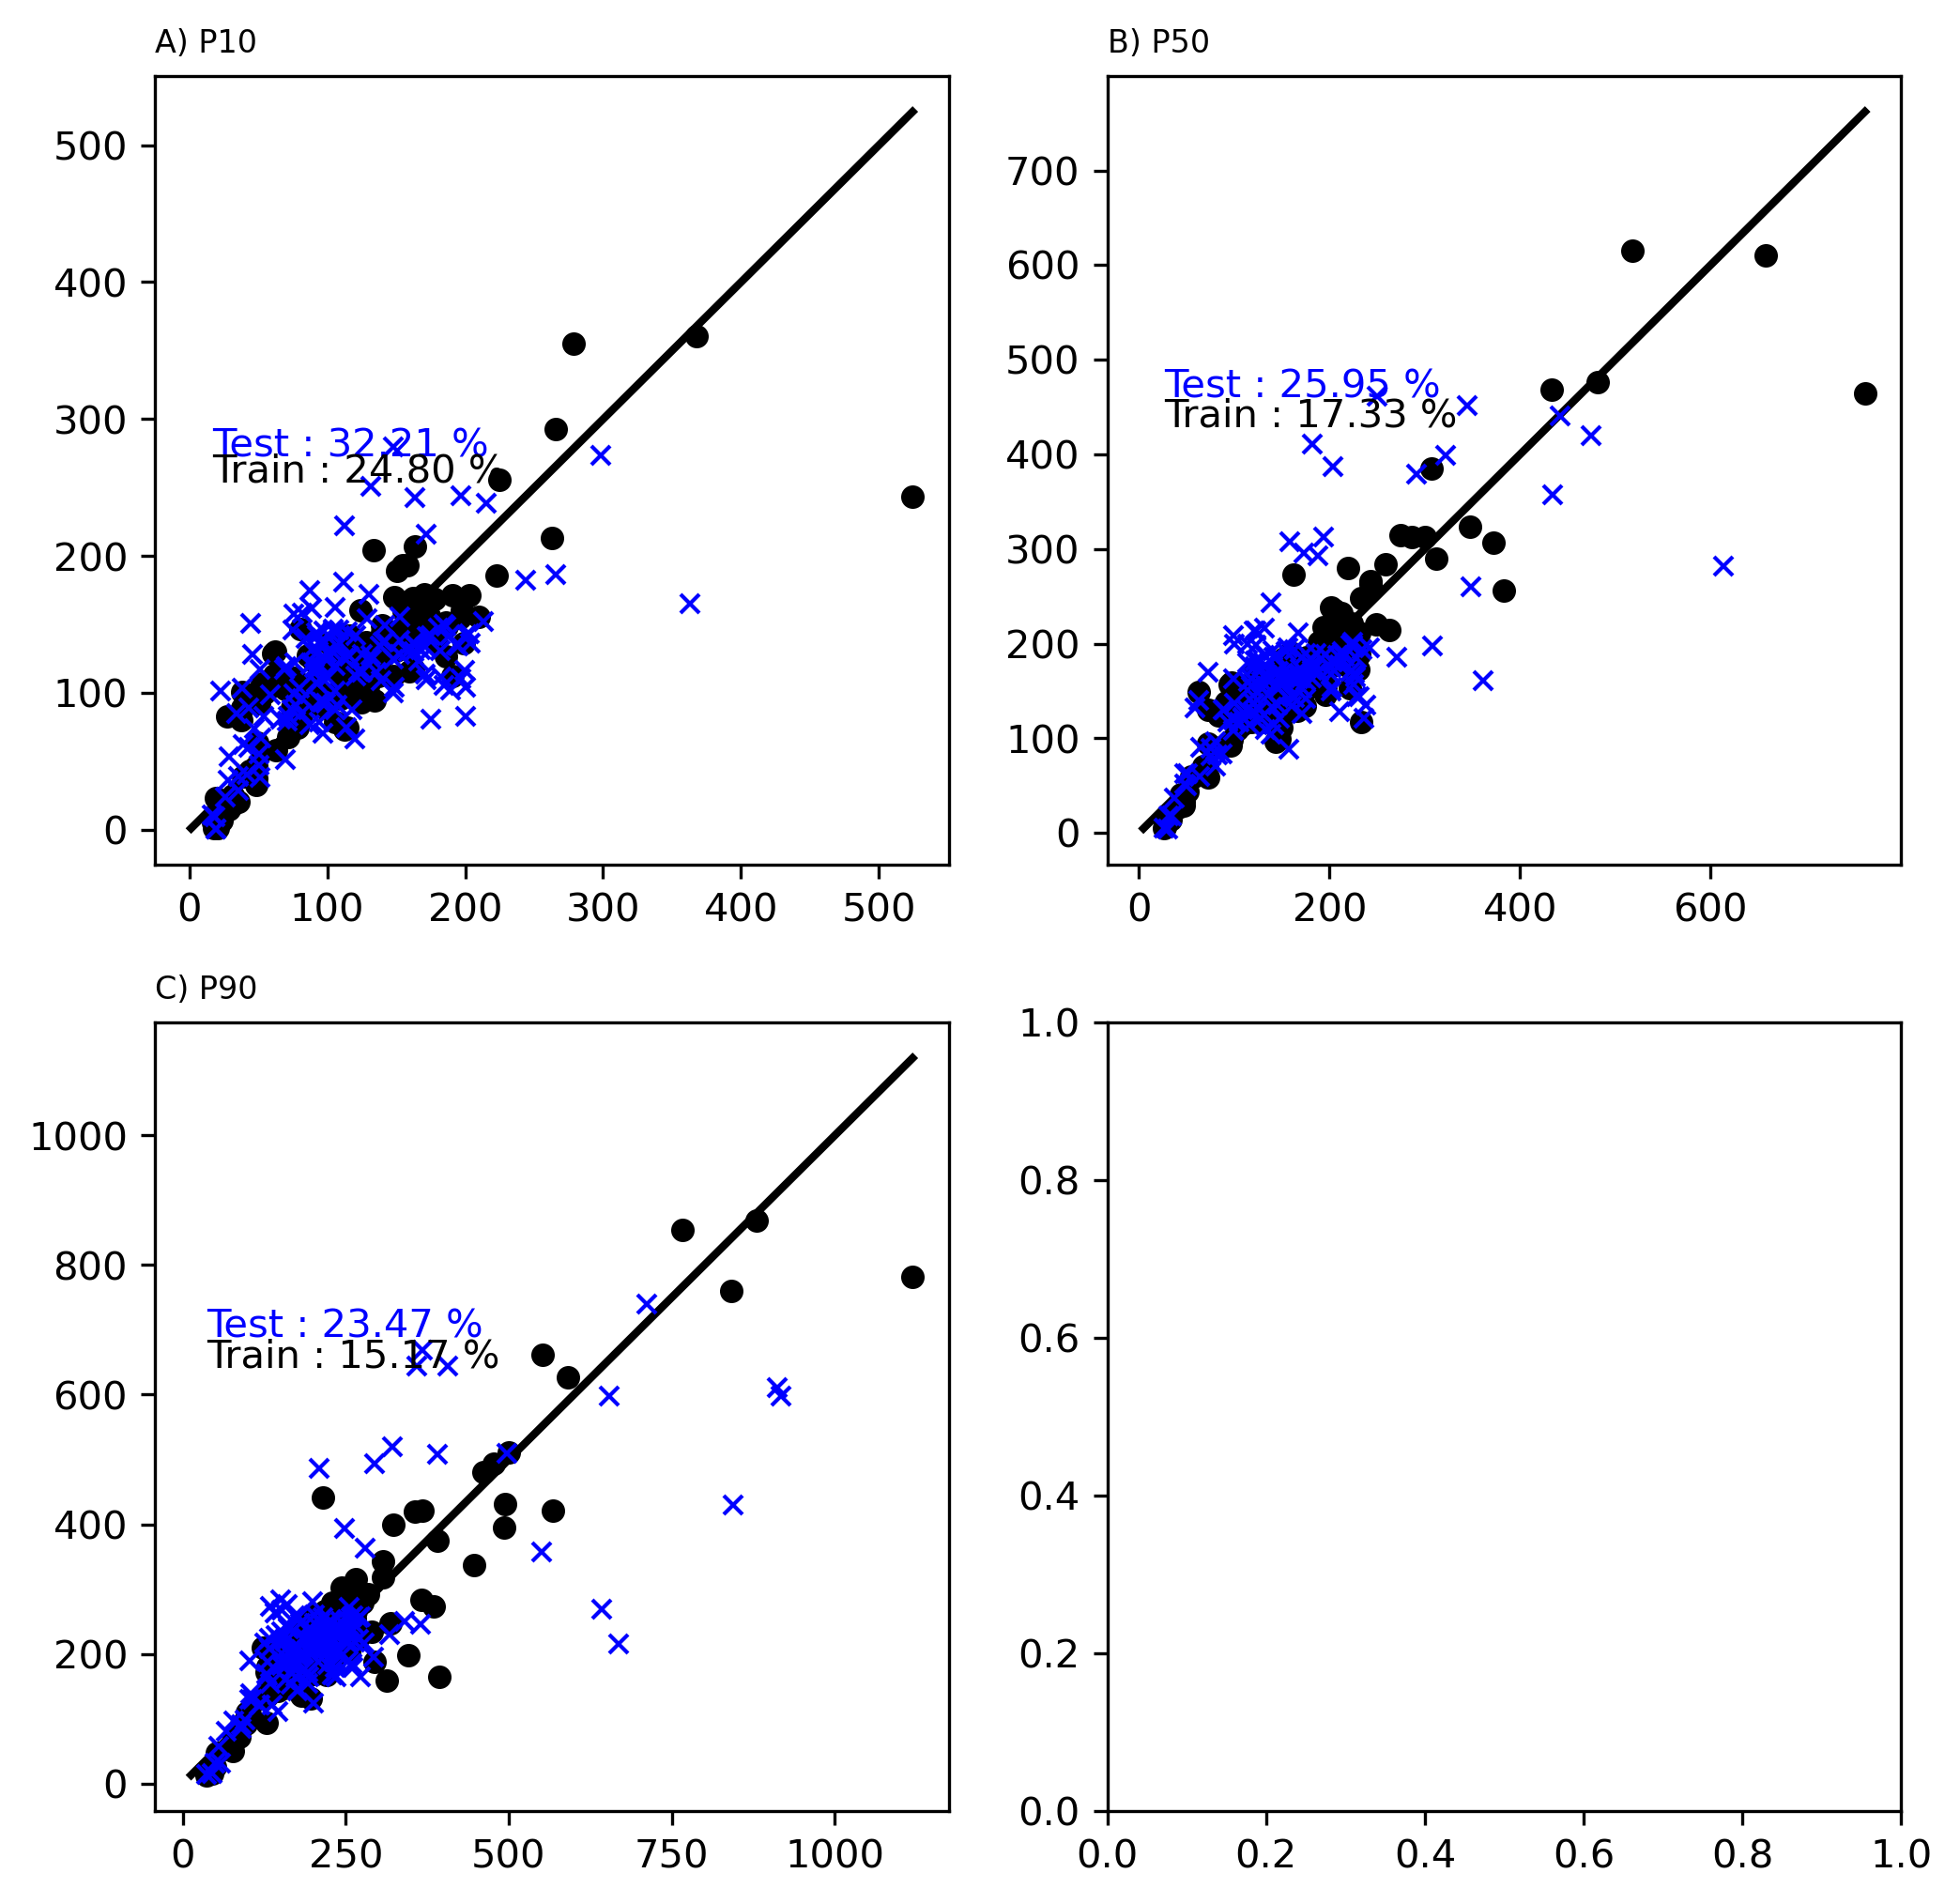 A) P10
500
400
300
200
100
0
Test : 32.21 %
Train : 24.80 %
0 100 200 300 400 500
B) P50
700
600
500
400
300
200
100
0
Test : 25.95 %
Train : 17.33 %
0 200 400 600
C) P90
1000
800
600
400
200
0
Test : 23.47 %
Train : 15.17 %
0 250 500 750 1000
1.0
0.8
0.6
0.4
0.2
0.0
0.0 0.2 0.4 0.6 0.8 1.0